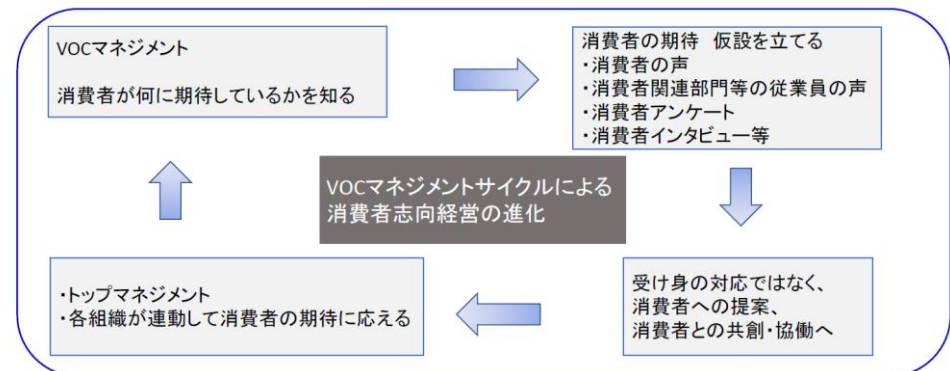 VOCマネジメント
消費者が何に期待しているかを知る
消費者の期待　仮設を立てる
・消費者の声
・消費者関連部門等の従業員の声
・消費者アンケート
・消費者インタビュー等
VOCマネジメントサイクルによる
消費者志向経営の進化
・トップマネジメント
・各組織が連動して消費者の期待に応える
受け身の対応ではなく、
消費者への提案、
消費者との共創・協働へ